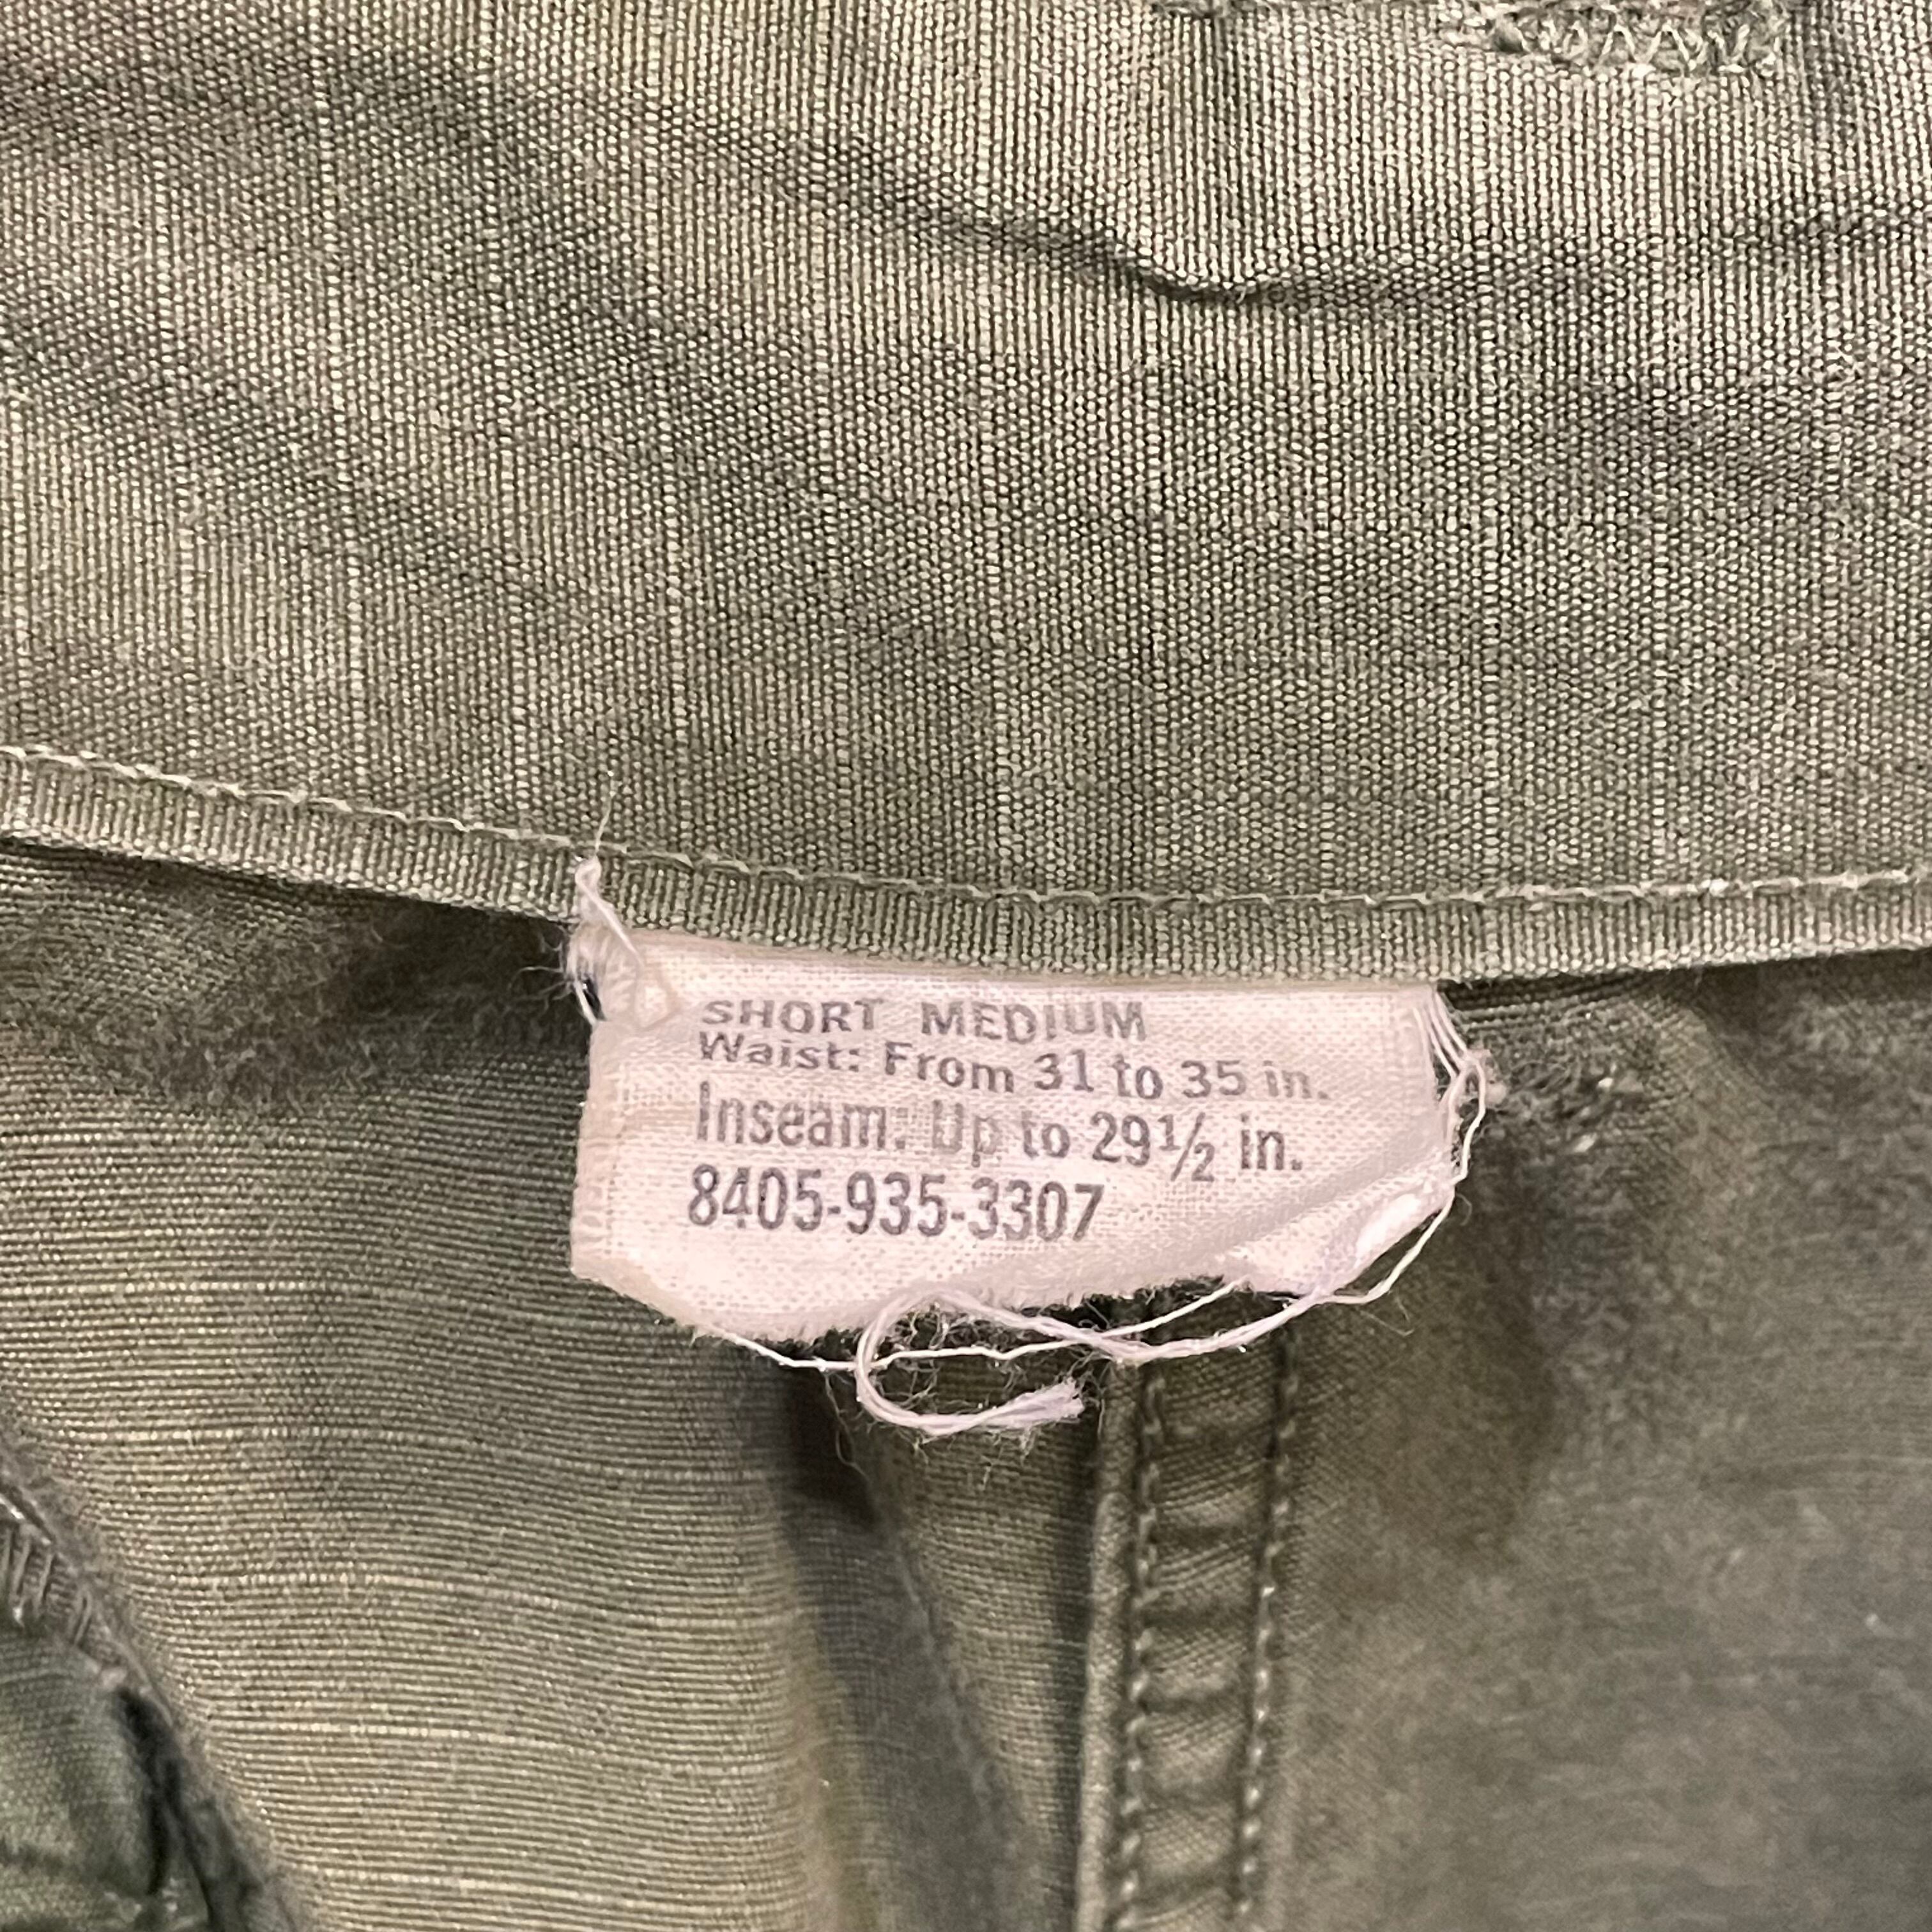 SHORT MEDIUM
Waist: From 31 to 35 in.
Inseam: Up to 29½ in.
8405-935-3307